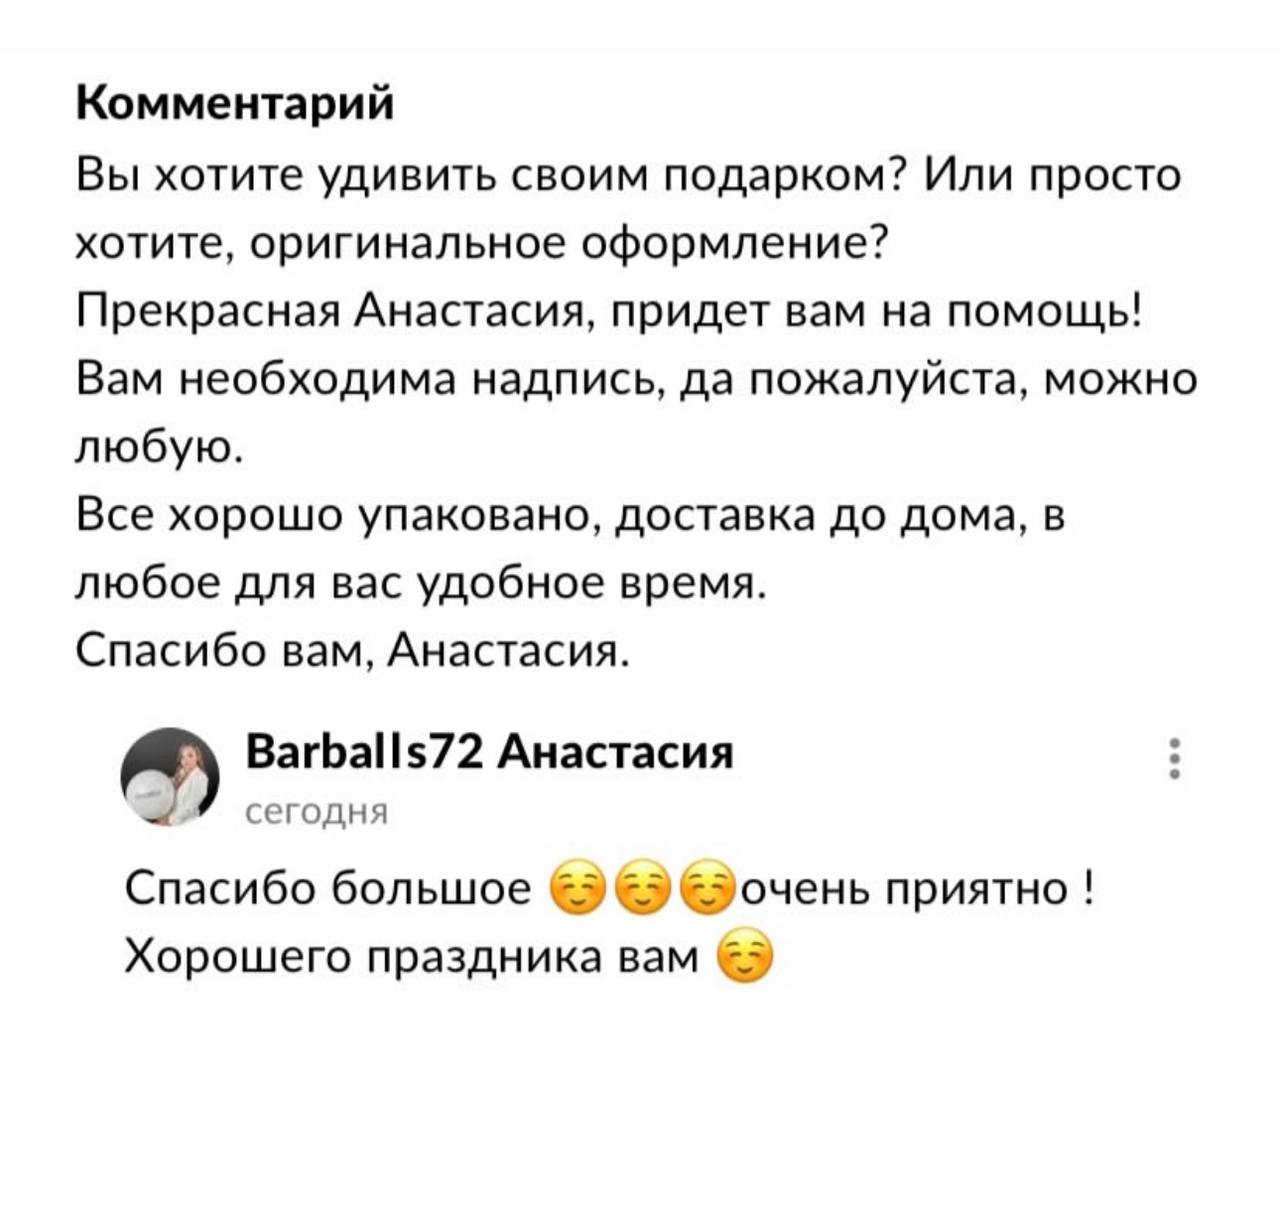 Комментарий
Вы хотите удивить своим подарком? Или просто
хотите, оригинальное оформление?
Прекрасная Анастасия, придет вам на помощь!
Вам необходима надпись, да пожалуйста, можно
любую.
Все хорошо упаковано, доставка до дома, в
любое для вас удобное время.
Спасибо вам, Анастасия.
Barballs72 Анастасия
сегодня
Спасибо большое ☺️☺️☺️очень приятно !
Хорошего праздника вам ☺️